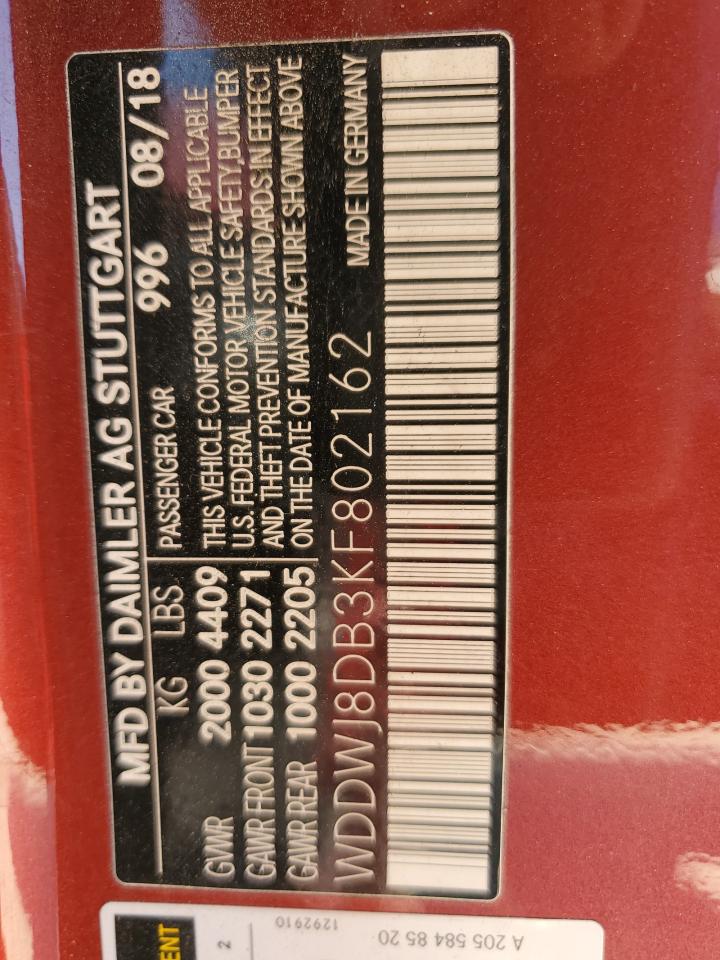 MFD BY DAIMLER AG STUTTGART
KG LBS PASSENGER CAR 996 08/18
GVWR 2000 4409 THIS VEHICLE CONFORMS TO ALL APPLICABLE
GAWR FRONT 1030 2271 U.S. FEDERAL MOTOR VEHICLE SAFETY,BUMPER
AND THEFT PREVENTION STANDARDS IN EFFECT
GAWR REAR 1000 2205 ON THE DATE OF MANUFACTURE SHOWN ABOVE
WDDWJ8DB3KF802162 MADE IN GERMANY
2
1292910
A 205 584 85 20